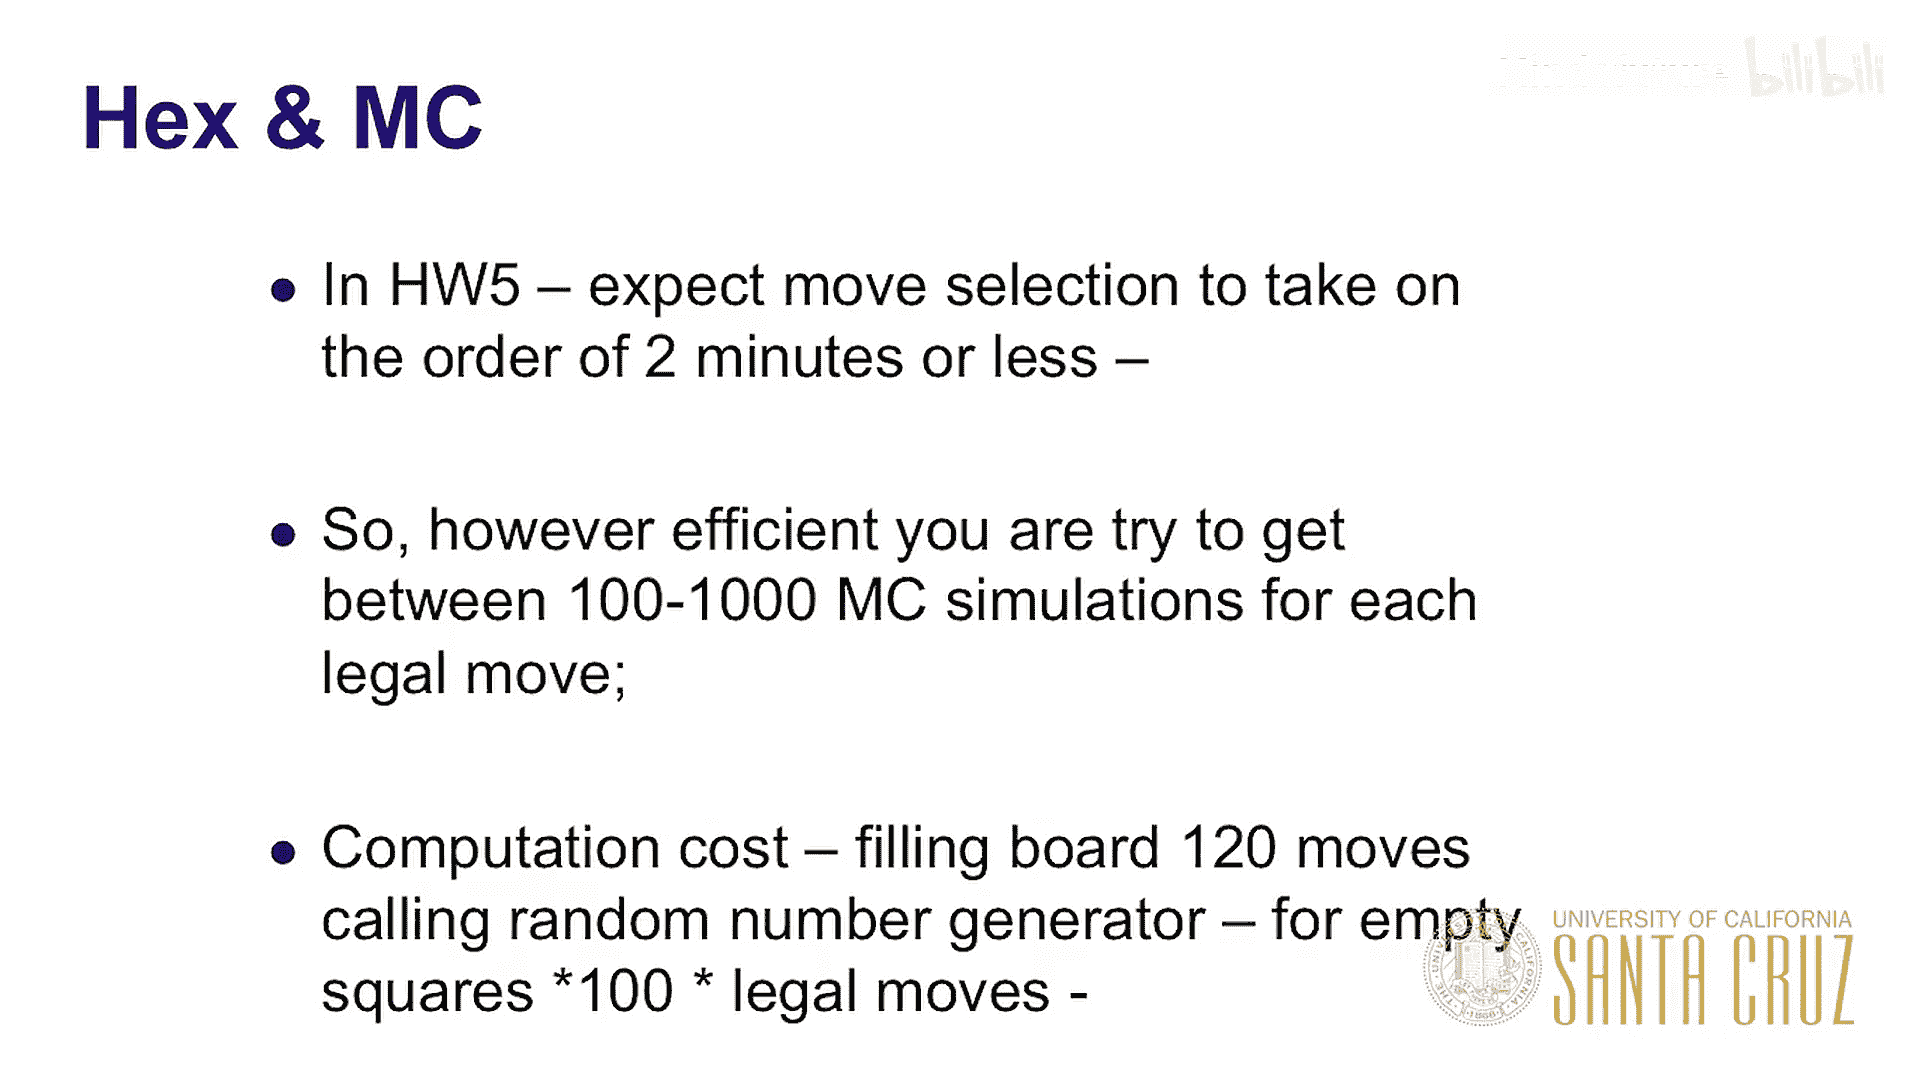 bilibili
Hex & MC
● In HW5 – expect move selection to take on
the order of 2 minutes or less –
● So, however efficient you are try to get
between 100-1000 MC simulations for each
legal move;
● Computation cost – filling board 120 moves
calling random number generator – for empty
squares *100 * legal moves -
UNIVERSITY OF CALIFORNIA
SANTA CRUZ